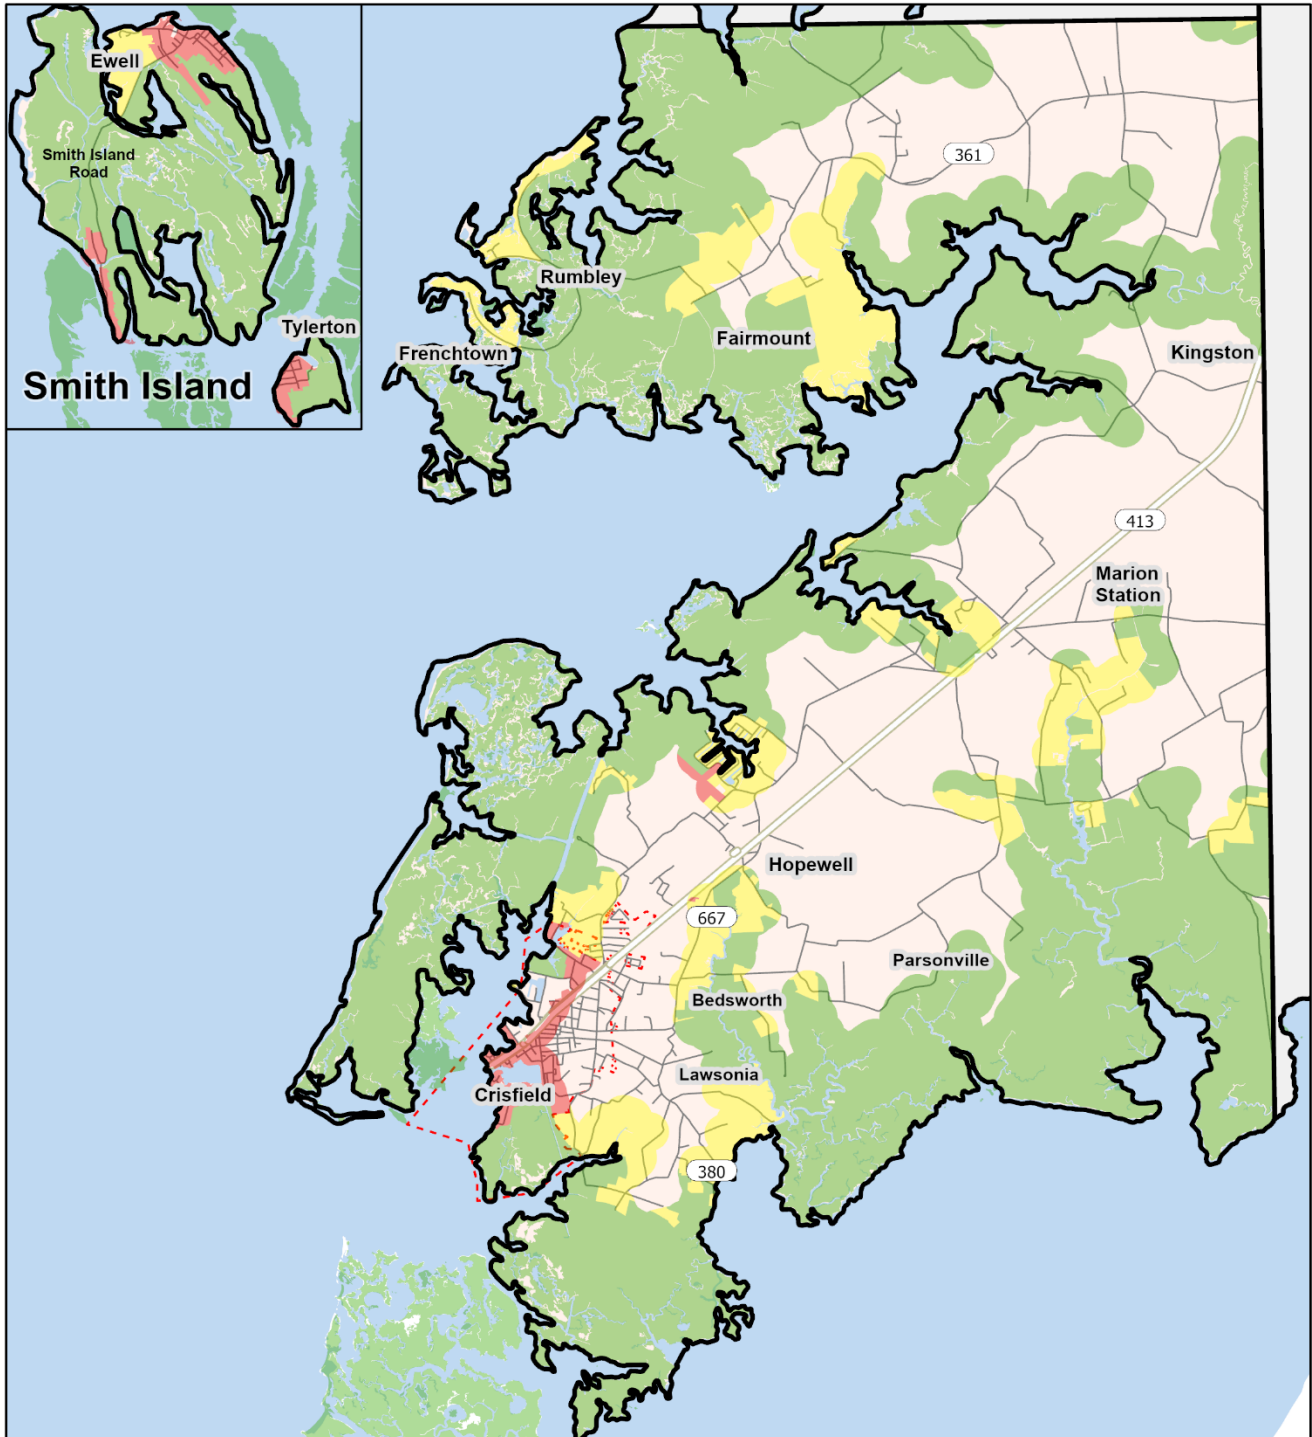 Ewell
Smith Island
Road
Tylerton
Smith Island
361
Rumbley
Fairmount
Frenchtown
Kingston
413
Marion
Station
Hopewell
667
Parsonville
Bedsworth
Lawsonia
Crisfield
380